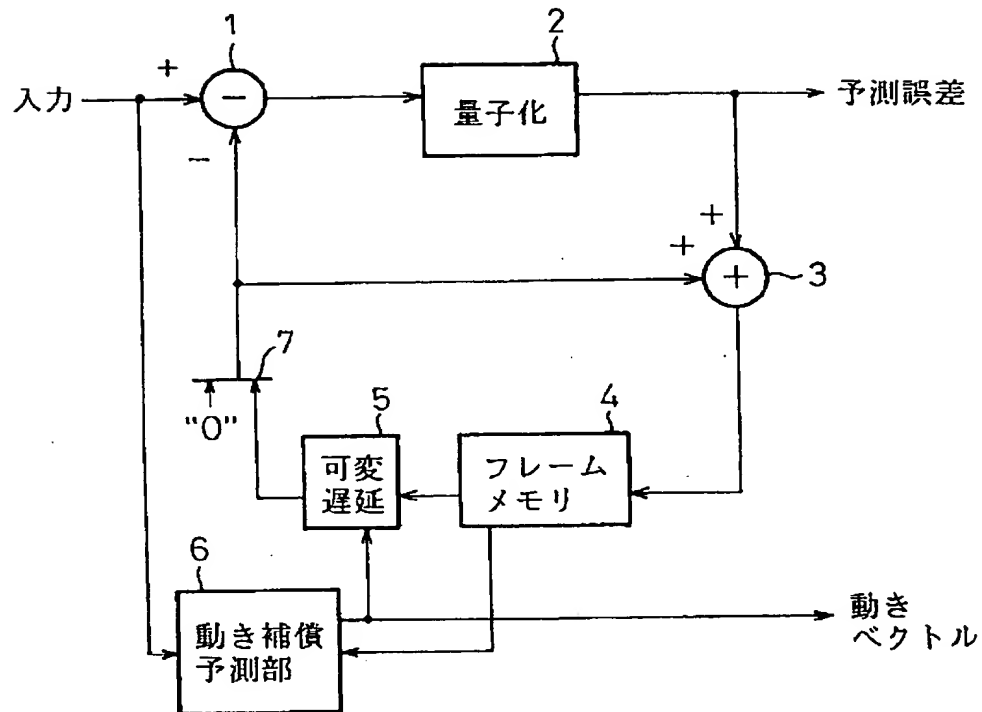 1
2
入力
+
−
量子化
予測誤差
−
+
+
+
3
7
"0"
5
4
可変
遅延
フレーム
メモリ
6
動き補償
予測部
動き
ベクトル